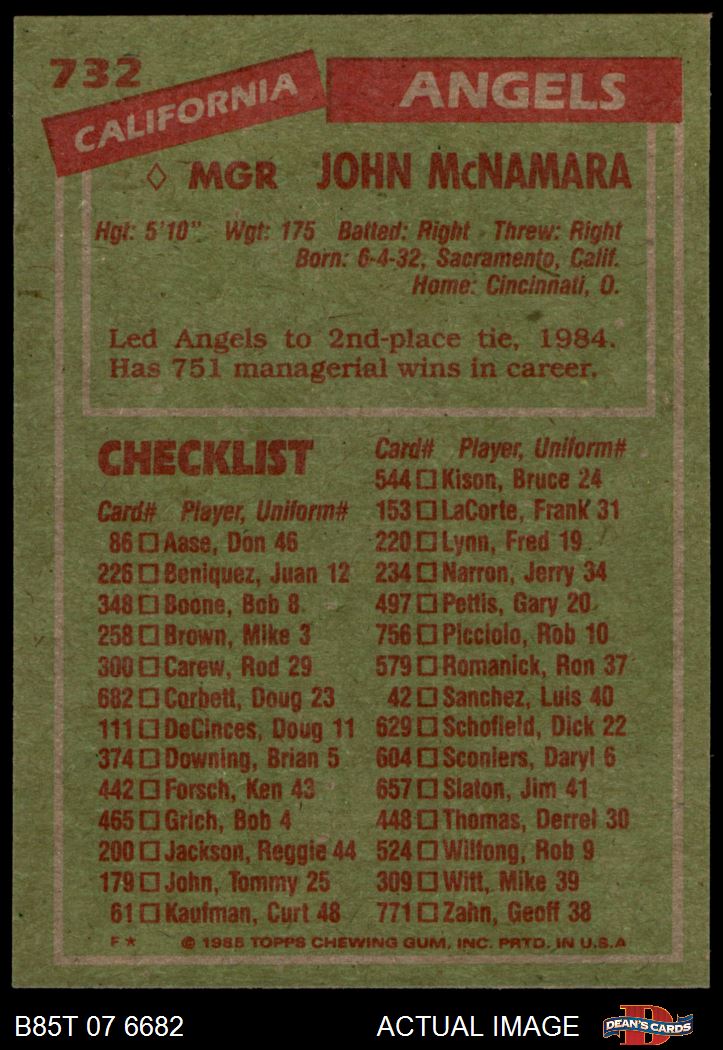 732
CALIFORNIA ANGELS
◊ MGR JOHN McNAMARA
Hgt: 5'10" Wgt: 175 Batted: Right Threw: Right
Born: 6-4-32, Sacramento, Calif.
Home: Cincinnati, O.
Led Angels to 2nd-place tie, 1984.
Has 751 managerial wins in career.
CHECKLIST
Card# Player, Uniform#
86 □ Aase, Don 46
226 □ Beniquez, Juan 12
348 □ Boone, Bob 8
258 □ Brown, Mike 3
300 □ Carew, Rod 29
682 □ Corbett, Doug 23
111 □ DeCinces, Doug 11
374 □ Downing, Brian 5
442 □ Forsch, Ken 43
465 □ Grich, Bob 4
200 □ Jackson, Reggie 44
179 □ John, Tommy 25
61 □ Kaufman, Curt 48
Card# Player, Uniform#
544 □ Kison, Bruce 24
153 □ LaCorte, Frank 31
220 □ Lynn, Fred 19
234 □ Narron, Jerry 34
497 □ Pettis, Gary 20
756 □ Picciolo, Rob 10
579 □ Romanick, Ron 37
42 □ Sanchez, Luis 40
629 □ Schofield, Dick 22
604 □ Sconiers, Daryl 6
657 □ Slaton, Jim 41
448 □ Thomas, Derrel 30
524 □ Wilfong, Rob 9
309 □ Witt, Mike 39
771 □ Zahn, Geoff 38
F★ © 1985 TOPPS CHEWING GUM, INC. PRTD. IN U.S.A
B85T 07 6682
ACTUAL IMAGE
D
DEAN'S CARDS